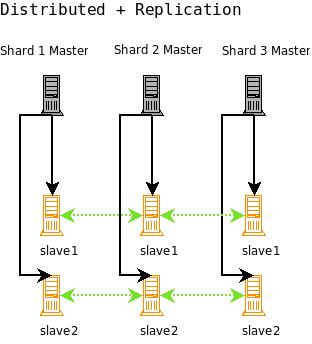 Distributed + Replication
Shard 1 Master Shard 2 Master Shard 3 Master
slave1 slave1 slave1
slave2 slave2 slave2